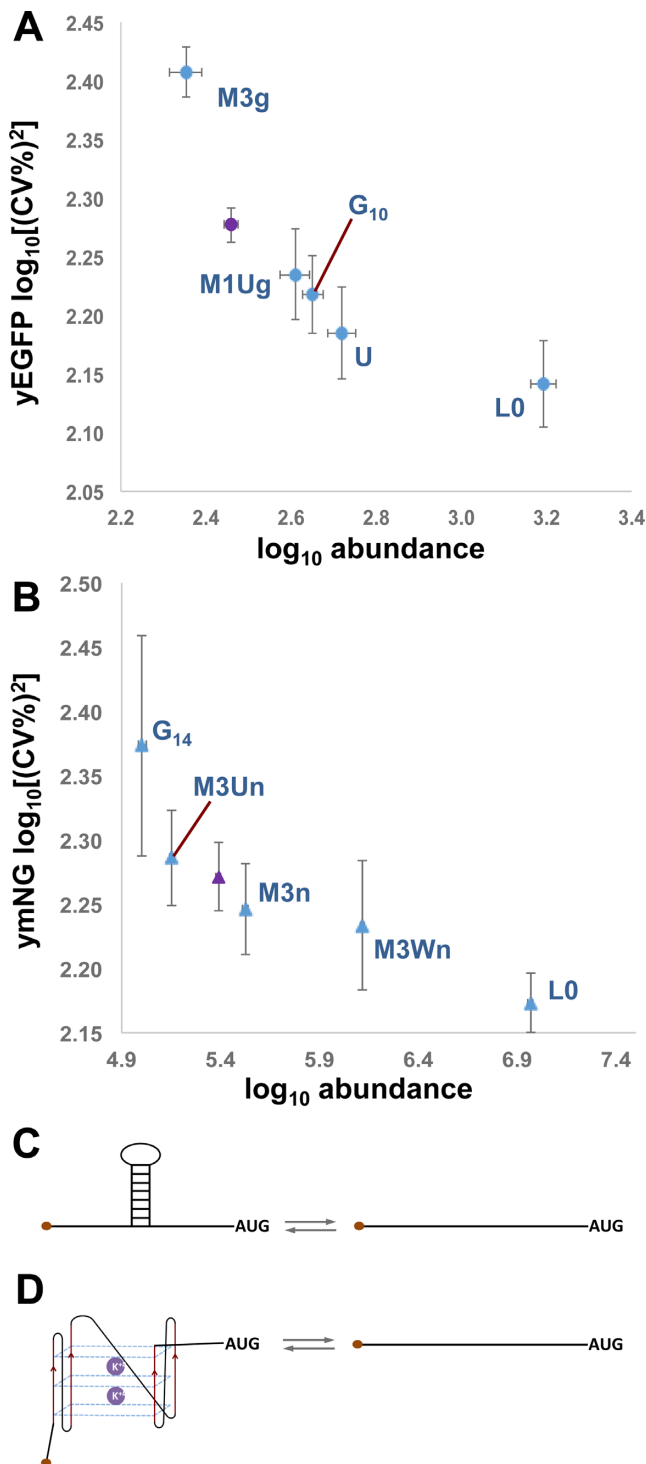 A
yEGFP log₁₀[(CV%)²]
2.45
2.40
2.35
2.30
2.25
2.20
2.15
2.10
2.05
M3g
G₁₀
M1Ug
U
L0
2.2 2.4 2.6 2.8 3.0 3.2 3.4
log₁₀ abundance
B
ymNG log₁₀[(CV%)²]
2.50
2.45
2.40
2.35
2.30
2.25
2.20
2.15
G₁₄
M3Un
M3n
M3Wn
L0
4.9 5.4 5.9 6.4 6.9 7.4
log₁₀ abundance
C
AUG AUG
D
AUG AUG
K⁺
K⁺